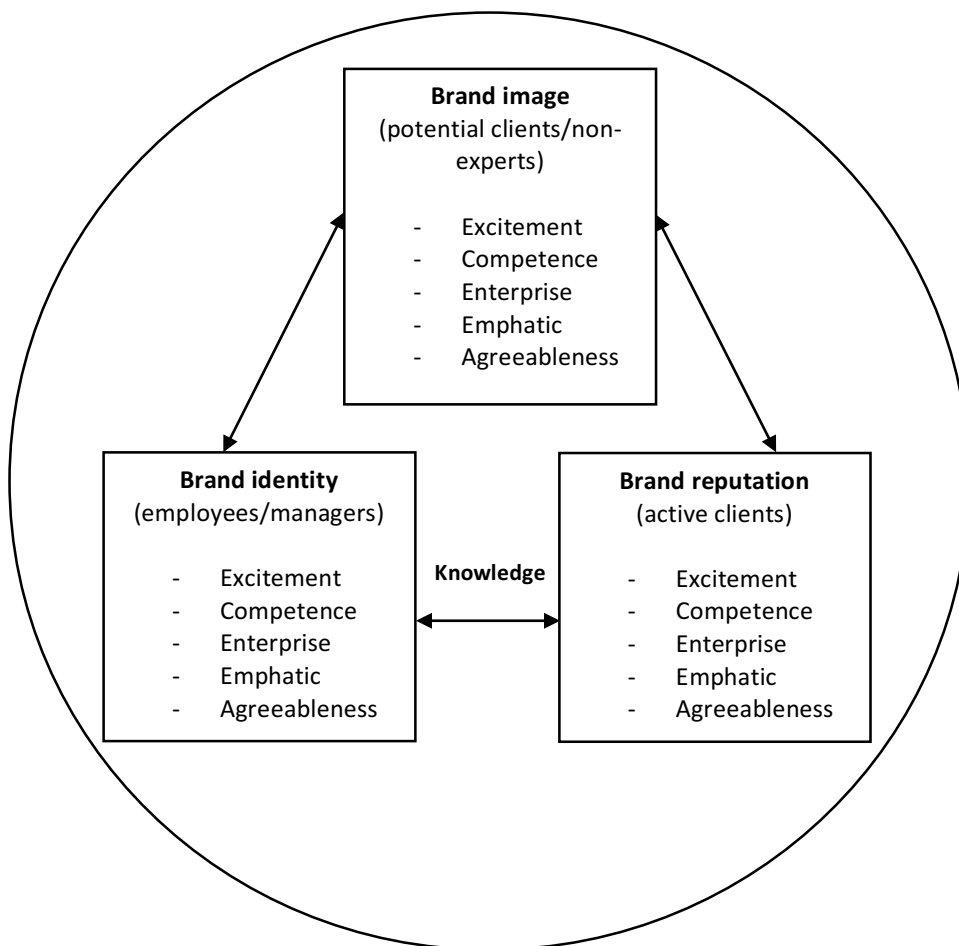 Brand image
(potential clients/non-
experts)
- Excitement
- Competence
- Enterprise
- Emphatic
- Agreeableness
Brand identity
(employees/managers)
- Excitement
- Competence
- Enterprise
- Emphatic
- Agreeableness
Knowledge
Brand reputation
(active clients)
- Excitement
- Competence
- Enterprise
- Emphatic
- Agreeableness